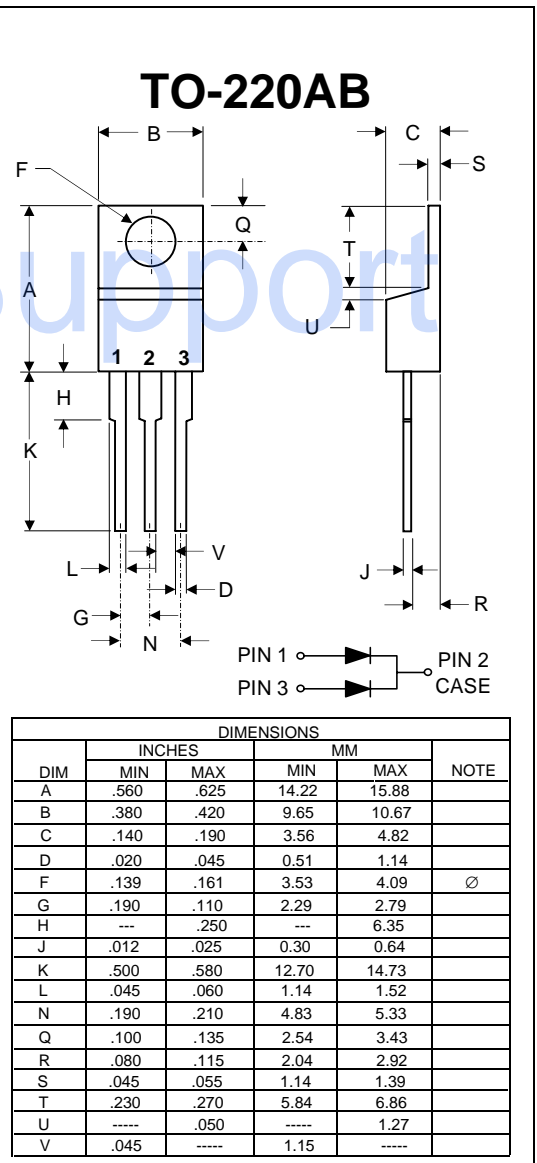 TO-220AB
B
C
F
S
Q
T
A
upport
U
1 2 3
H
K
V
L
D
J
R
G
N
PIN 1
PIN 2
PIN 3
CASE
DIMENSIONS
INCHES MM
DIM MIN MAX MIN MAX NOTE
A .560 .625 14.22 15.88
B .380 .420 9.65 10.67
C .140 .190 3.56 4.82
D .020 .045 0.51 1.14
F .139 .161 3.53 4.09 ∅
G .190 .110 2.29 2.79
H --- .250 --- 6.35
J .012 .025 0.30 0.64
K .500 .580 12.70 14.73
L .045 .060 1.14 1.52
N .190 .210 4.83 5.33
Q .100 .135 2.54 3.43
R .080 .115 2.04 2.92
S .045 .055 1.14 1.39
T .230 .270 5.84 6.86
U ----- .050 ----- 1.27
V .045 ----- 1.15 -----